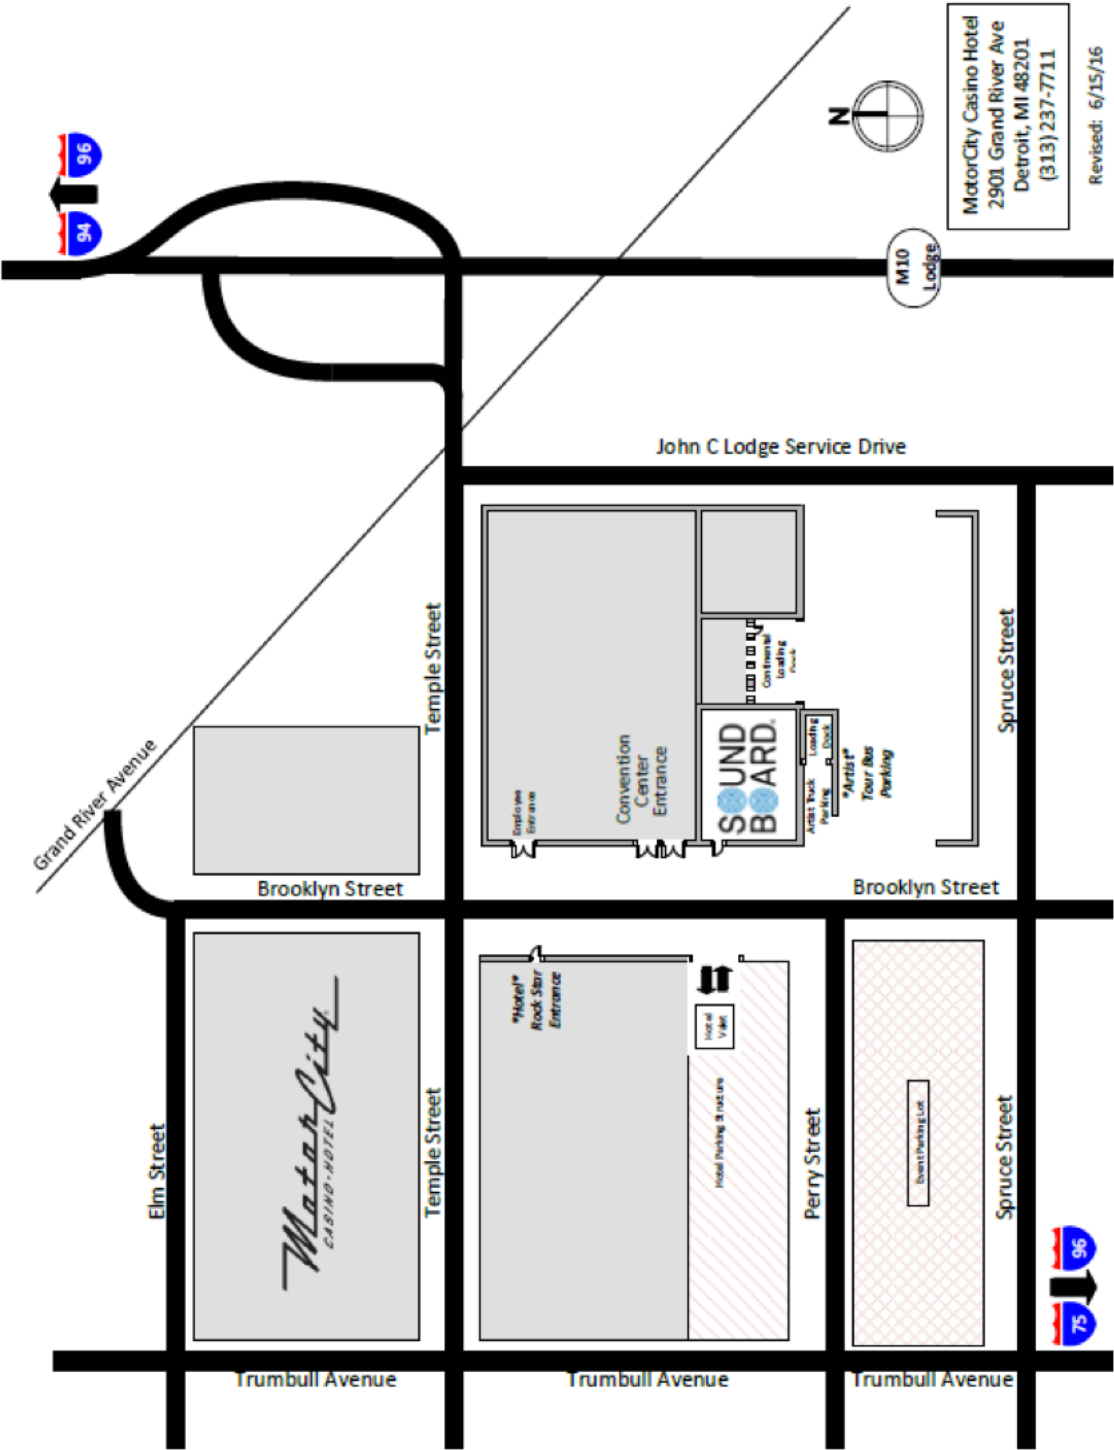 MotorCity Casino Hotel
2901 Grand River Ave
Detroit, MI 48201
(313) 237-7711
Revised: 6/15/16
N
96
94
M10
Lodge
John C Lodge Service Drive
Grand River Avenue
Temple Street
Spruce Street
Employee
Entrance
Convention
Center
Entrance
SOUND
BOARD.
Continental
Loading
Dock
Loading
Dock
Artist Truck
Parking
*Artist*
Tour Bus
Parking
Brooklyn Street
Brooklyn Street
MotorCity
CASINO·HOTEL
*Hotel*
Rock Star
Entrance
Hotel
Valet
Hotel Parking Structure
Event Parking Lot
Elm Street
Temple Street
Perry Street
Spruce Street
96
75
Trumbull Avenue
Trumbull Avenue
Trumbull Avenue